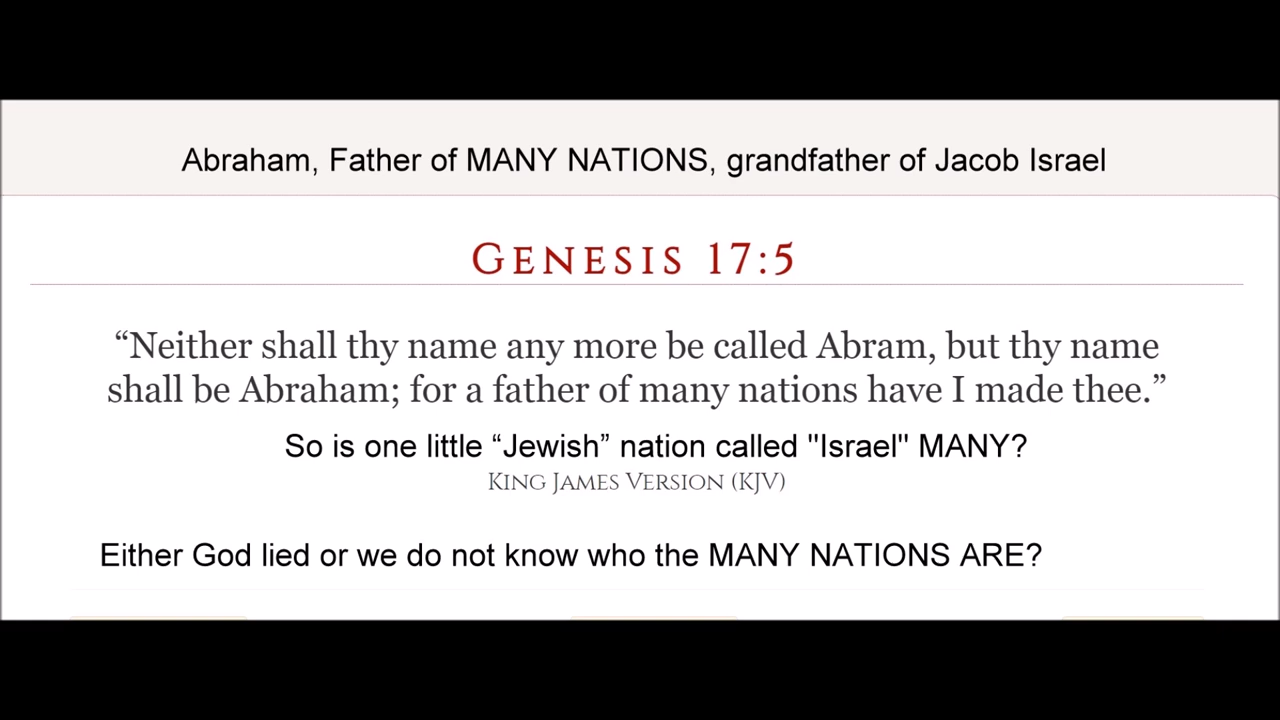 Abraham, Father of MANY NATIONS, grandfather of Jacob Israel
GENESIS 17:5
“Neither shall thy name any more be called Abram, but thy name
shall be Abraham; for a father of many nations have I made thee.”
So is one little “Jewish” nation called "Israel" MANY?
KING JAMES VERSION (KJV)
Either God lied or we do not know who the MANY NATIONS ARE?